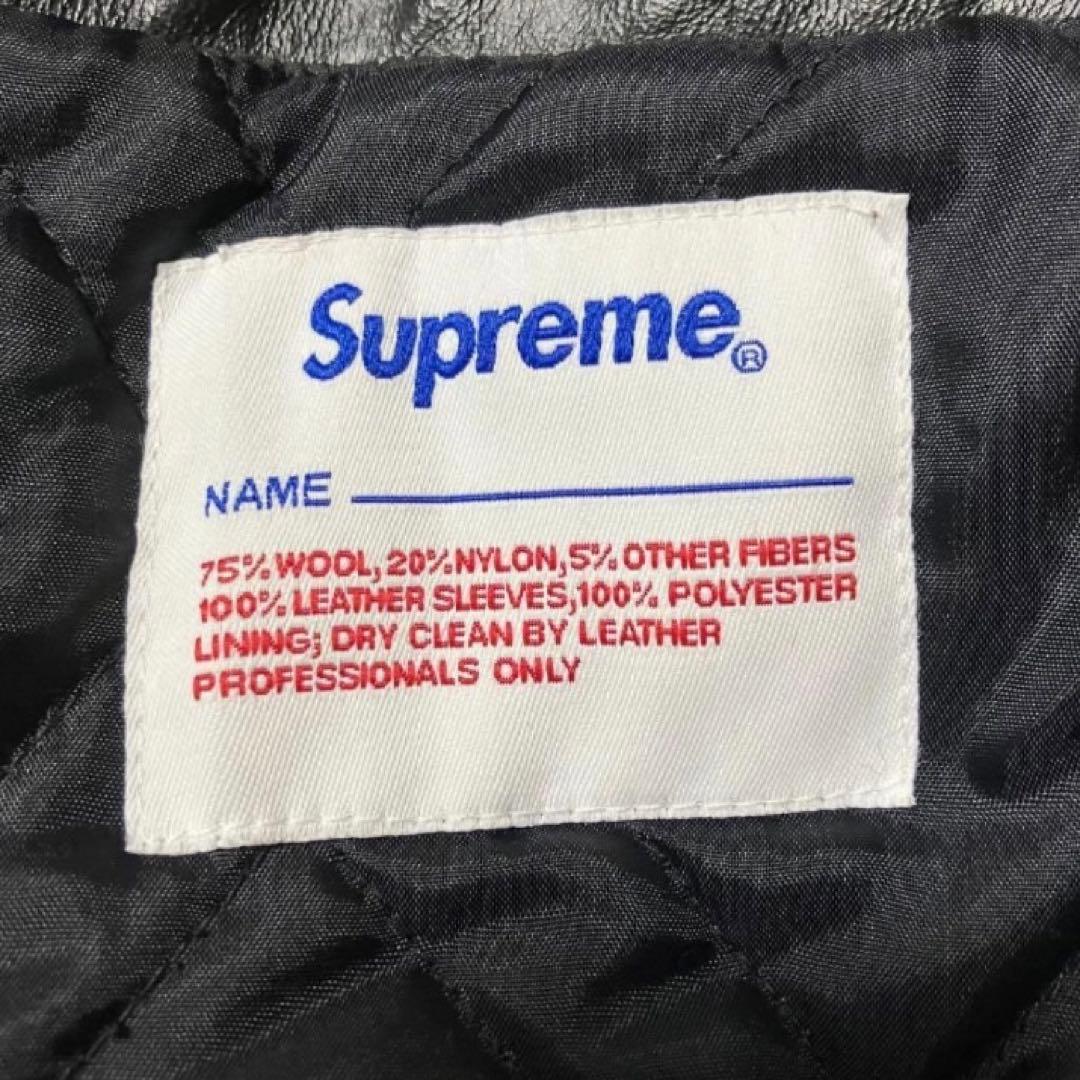 Supreme®
NAME
75% WOOL, 20% NYLON, 5% OTHER FIBERS
100% LEATHER SLEEVES, 100% POLYESTER
LINING; DRY CLEAN BY LEATHER
PROFESSIONALS ONLY